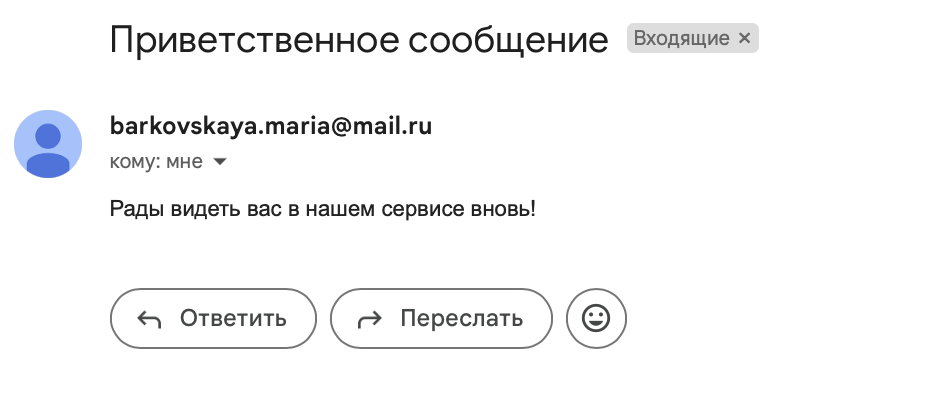 Приветственное сообщение Входящие ×
barkovskaya.maria@mail.ru
кому: мне
Рады видеть вас в нашем сервисе вновь!
Ответить Переслать